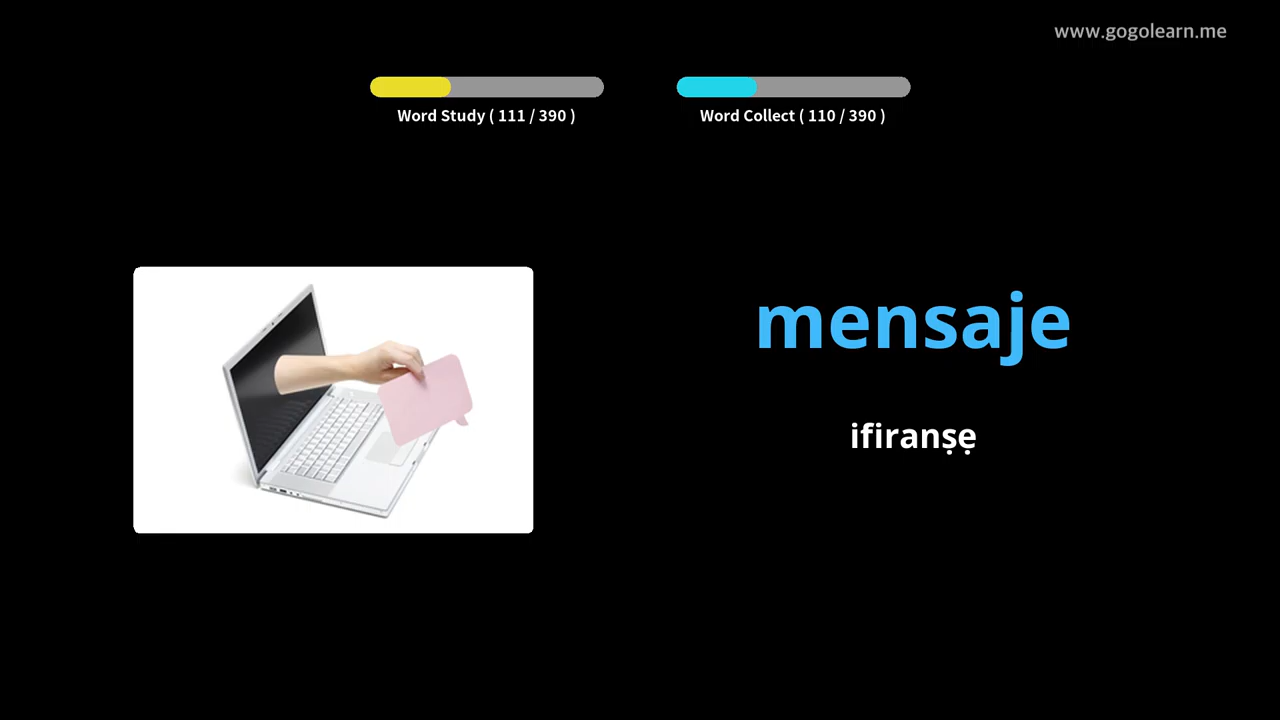 www.gogolearn.me
Word Study ( 111 / 390 )
Word Collect ( 110 / 390 )
mensaje
ifiranṣẹ